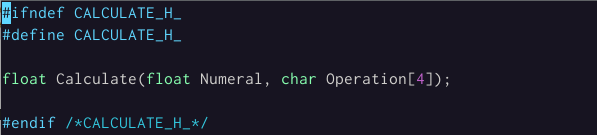 #ifndef CALCULATE_H_
#define CALCULATE_H_
float Calculate(float Numeral, char Operation[4]);
#endif /*CALCULATE_H_*/